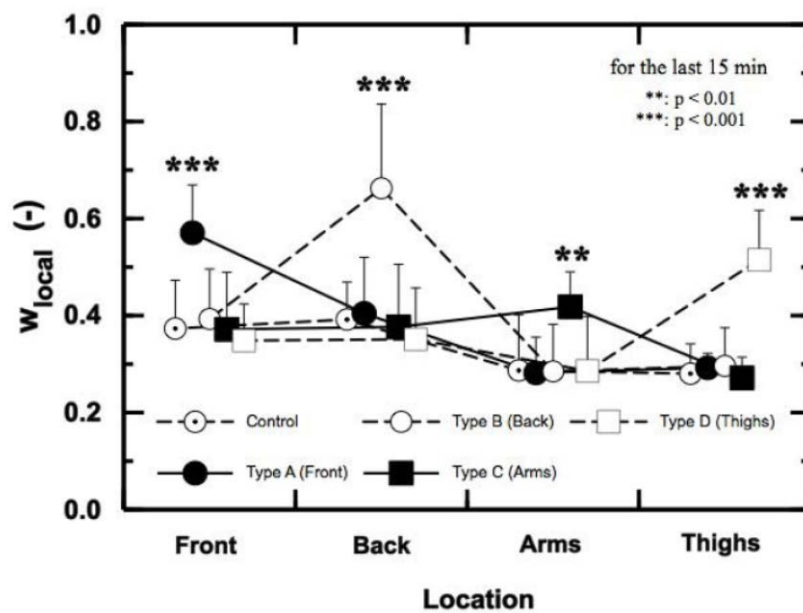 1.0
0.8
0.6
0.4
0.2
0.0
w local (-)
for the last 15 min
**: p < 0.01
***: p < 0.001
***
***
**
***
Control
Type B (Back)
Type D (Thighs)
Type A (Front)
Type C (Arms)
Front
Back
Arms
Thighs
Location